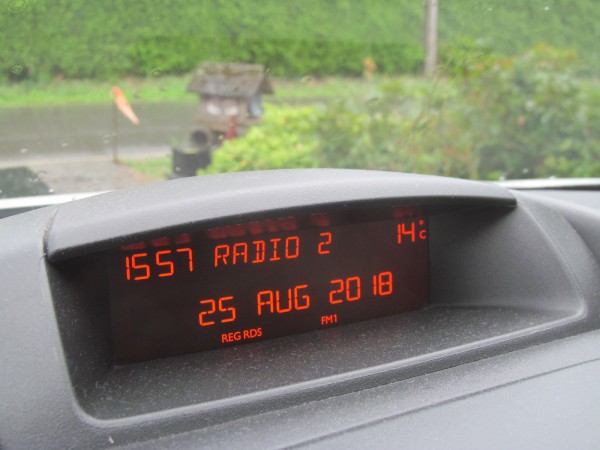 1557 RADIO 2 14°C
25 AUG 2018
REG RDS FM1